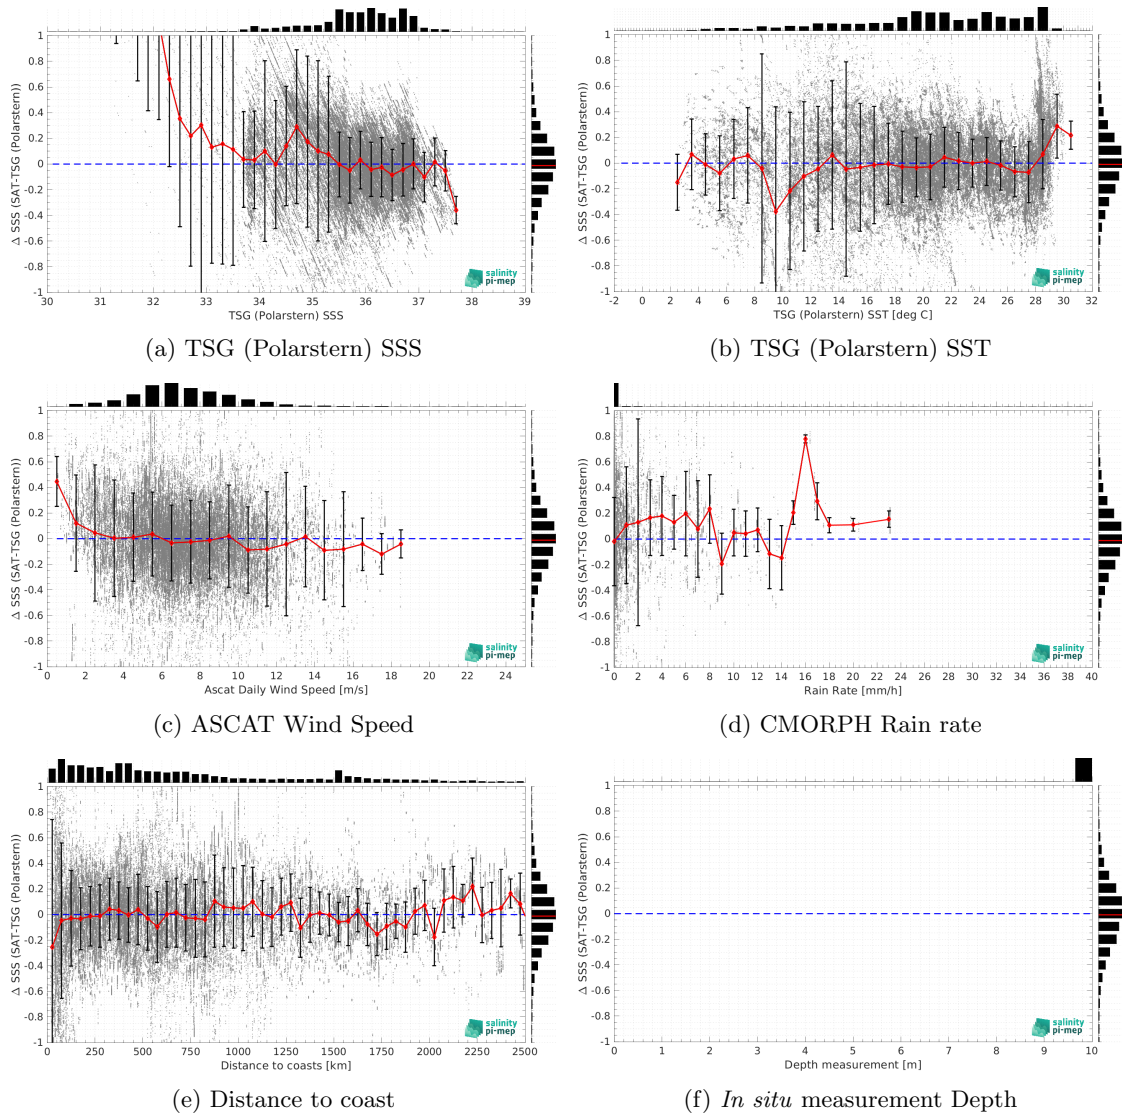 Δ SSS (SAT-TSG (Polarstern))
1
0.8
0.6
0.4
0.2
0
-0.2
-0.4
-0.6
-0.8
-1
30 31 32 33 34 35 36 37 38 39
TSG (Polarstern) SSS
salinity
pi-mep
(a) TSG (Polarstern) SSS
Δ SSS (SAT-TSG (Polarstern))
1
0.8
0.6
0.4
0.2
0
-0.2
-0.4
-0.6
-0.8
-1
-2 0 2 4 6 8 10 12 14 16 18 20 22 24 26 28 30 32
TSG (Polarstern) SST [deg C]
salinity
pi-mep
(b) TSG (Polarstern) SST
Δ SSS (SAT-TSG (Polarstern))
1
0.8
0.6
0.4
0.2
0
-0.2
-0.4
-0.6
-0.8
-1
0 2 4 6 8 10 12 14 16 18 20 22 24
Ascat Daily Wind Speed [m/s]
salinity
pi-mep
(c) ASCAT Wind Speed
Δ SSS (SAT-TSG (Polarstern))
1
0.8
0.6
0.4
0.2
0
-0.2
-0.4
-0.6
-0.8
-1
0 2 4 6 8 10 12 14 16 18 20 22 24 26 28 30 32 34 36 38 40
Rain Rate [mm/h]
salinity
pi-mep
(d) CMORPH Rain rate
Δ SSS (SAT-TSG (Polarstern))
1
0.8
0.6
0.4
0.2
0
-0.2
-0.4
-0.6
-0.8
-1
0 250 500 750 1000 1250 1500 1750 2000 2250 2500
Distance to coasts [km]
salinity
pi-mep
(e) Distance to coast
Δ SSS (SAT-TSG (Polarstern))
1
0.8
0.6
0.4
0.2
0
-0.2
-0.4
-0.6
-0.8
-1
0 1 2 3 4 5 6 7 8 9 10
Depth measurement [m]
salinity
pi-mep
(f) In situ measurement Depth